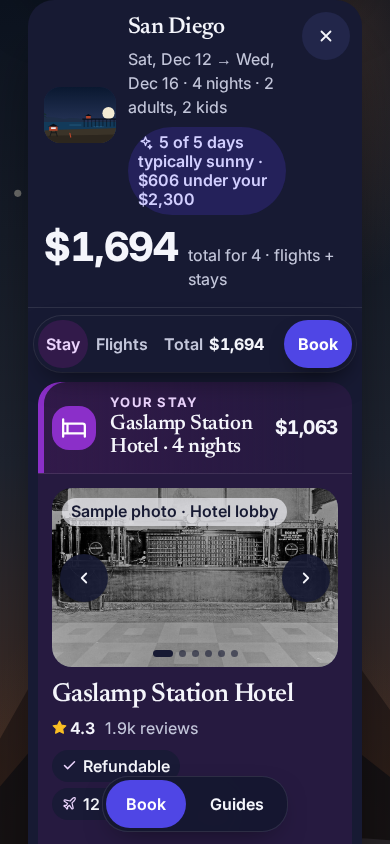 San Diego
Sat, Dec 12 → Wed,
Dec 16 · 4 nights · 2
adults, 2 kids
5 of 5 days
typically sunny ·
$606 under your
$2,300
$1,694 total for 4 · flights +
stays
Stay Flights Total $1,694 Book
YOUR STAY
Gaslamp Station
Hotel · 4 nights
$1,063
Sample photo · Hotel lobby
Gaslamp Station Hotel
4.3 1.9k reviews
Refundable
12
Book Guides